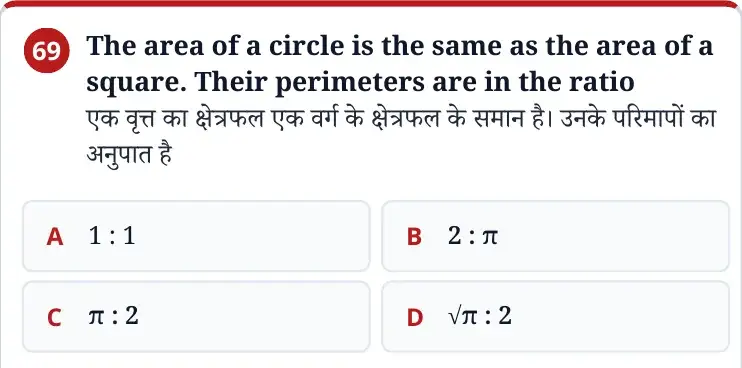 69 The area of a circle is the same as the area of a
square. Their perimeters are in the ratio
एक वृत्त का क्षेत्रफल एक वर्ग के क्षेत्रफल के समान है। उनके परिमापों का
अनुपात है
A 1 : 1
B 2 : π
C π : 2
D √π : 2